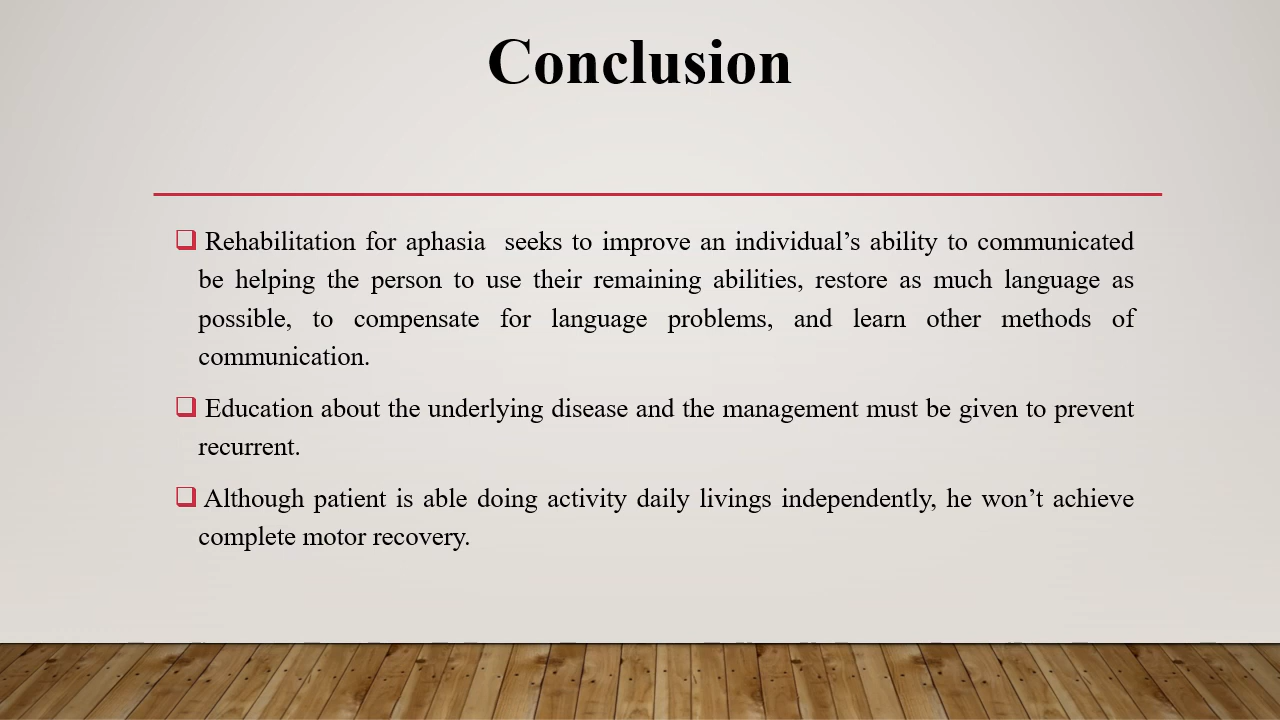 Conclusion
Rehabilitation for aphasia  seeks to improve an individual’s ability to communicated
be helping the person to use their remaining abilities, restore as much language as
possible, to compensate for language problems, and learn other methods of
communication.
Education about the underlying disease and the management must be given to prevent
recurrent.
Although patient is able doing activity daily livings independently, he won’t achieve
complete motor recovery.